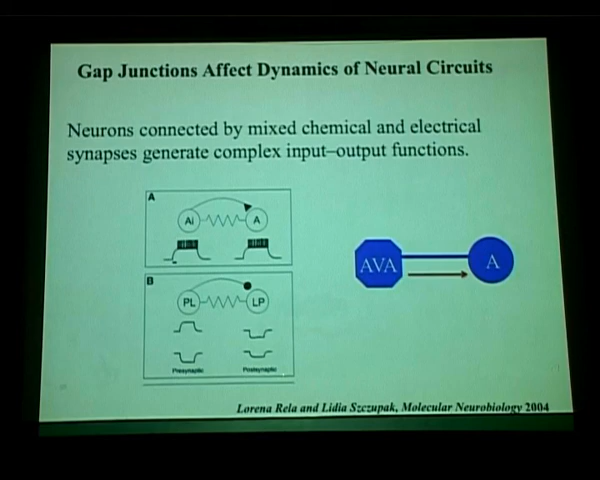 Gap Junctions Affect Dynamics of Neural Circuits
Neurons connected by mixed chemical and electrical
synapses generate complex input–output functions.
A
Ai A
B
PL LP
Presynaptic Postsynaptic
AVA A
Lorena Rela and Lidia Szczupak, Molecular Neurobiology 2004